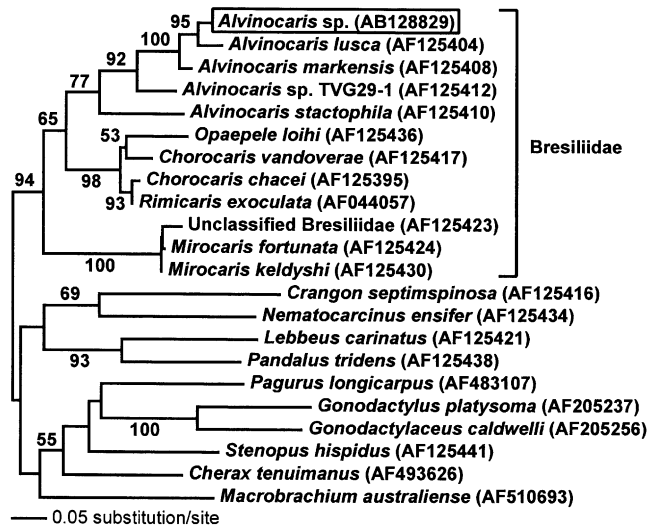 95 Alvinocaris sp. (AB128829)
100 Alvinocaris lusca (AF125404)
92 Alvinocaris markensis (AF125408)
77 Alvinocaris sp. TVG29-1 (AF125412)
Alvinocaris stactophila (AF125410)
65 53 Opaepele loihi (AF125436)
Bresiliidae
Chorocaris vandoverae (AF125417)
94 98 Chorocaris chacei (AF125395)
93 Rimicaris exoculata (AF044057)
Unclassified Bresiliidae (AF125423)
Mirocaris fortunata (AF125424)
100 Mirocaris keldyshi (AF125430)
69 Crangon septimspinosa (AF125416)
Nematocarcinus ensifer (AF125434)
Lebbeus carinatus (AF125421)
93 Pandalus tridens (AF125438)
Pagurus longicarpus (AF483107)
Gonodactylus platysoma (AF205237)
100 Gonodactylaceus caldwelli (AF205256)
55 Stenopus hispidus (AF125441)
Cherax tenuimanus (AF493626)
Macrobrachium australiense (AF510693)
0.05 substitution/site